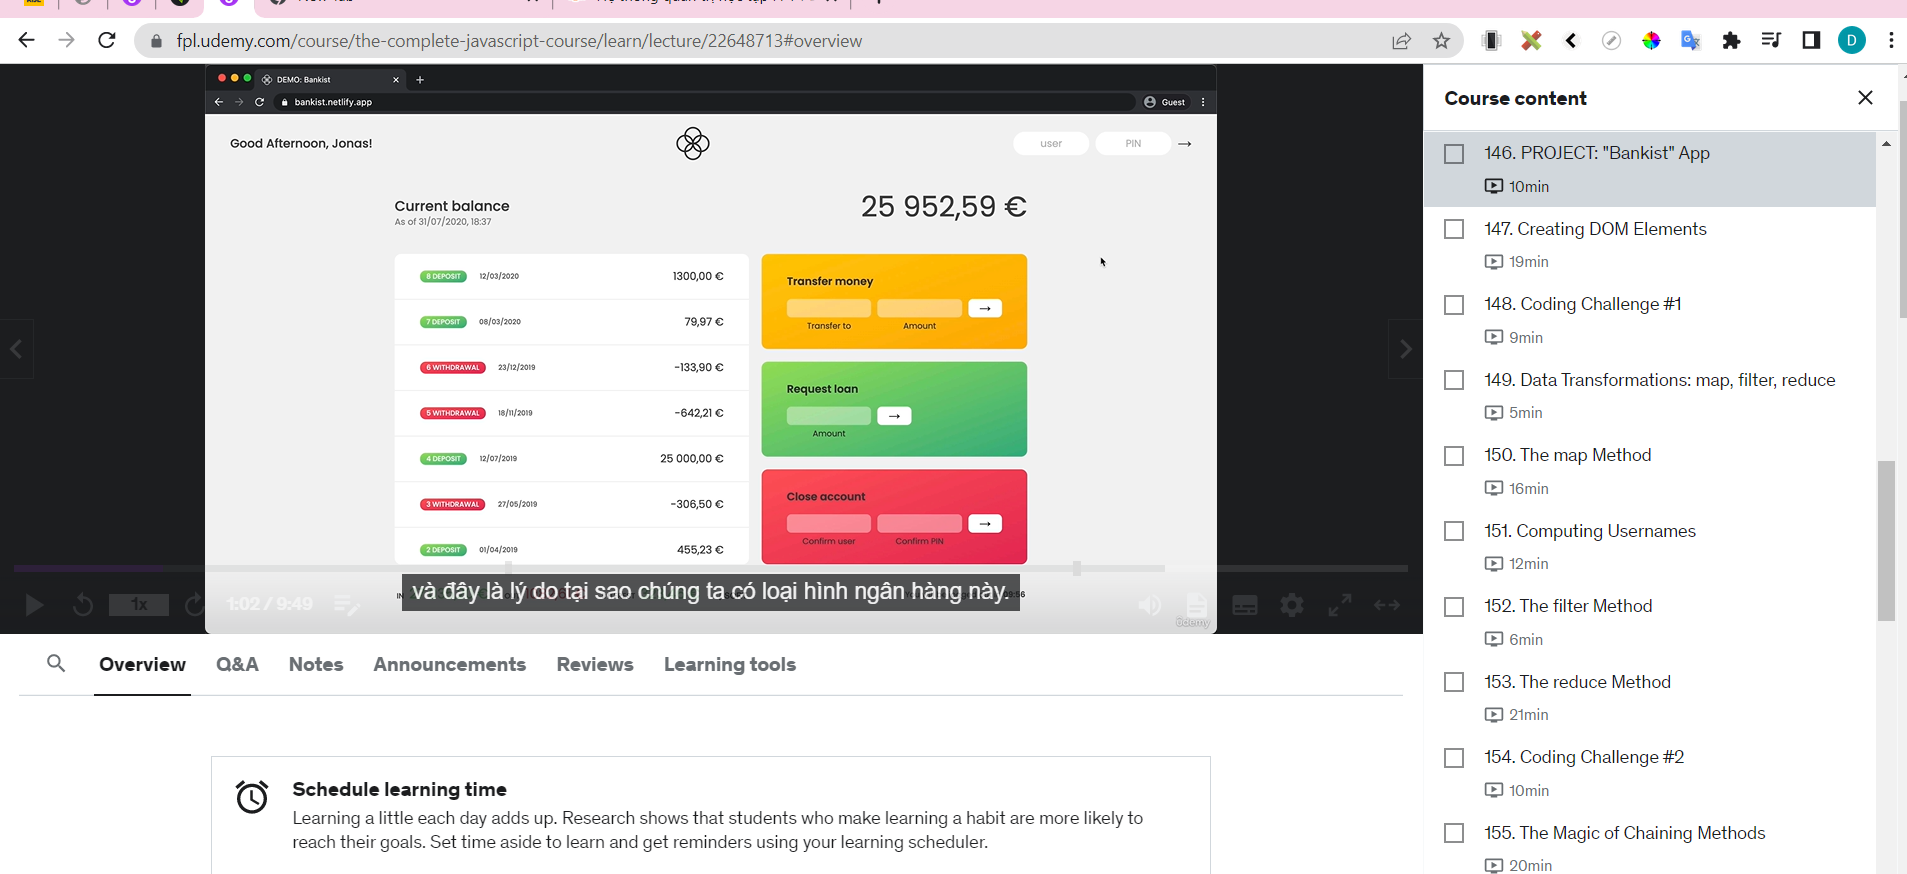 fpl.udemy.com/course/the-complete-javascript-course/learn/lecture/22648713#overview
D
DEMO: Bankist
bankist.netlify.app
Guest
Good Afternoon, Jonas!
user
PIN
Current balance
As of 31/07/2020, 18:37
25 952,59 €
8 DEPOSIT 12/03/2020 1300,00 €
7 DEPOSIT 08/03/2020 79,97 €
6 WITHDRAWAL 23/12/2019 -133,90 €
5 WITHDRAWAL 18/11/2019 -642,21 €
4 DEPOSIT 12/07/2019 25 000,00 €
3 WITHDRAWAL 27/05/2019 -306,50 €
2 DEPOSIT 01/04/2019 455,23 €
Transfer money
Transfer to Amount
Request loan
Amount
Close account
Confirm user Confirm PIN
và đây là lý do tại sao chúng ta có loại hình ngân hàng này.
1x
1:02 / 9:49
Udemy
Overview Q&A Notes Announcements Reviews Learning tools
Schedule learning time
Learning a little each day adds up. Research shows that students who make learning a habit are more likely to
reach their goals. Set time aside to learn and get reminders using your learning scheduler.
Course content
146. PROJECT: "Bankist" App
10min
147. Creating DOM Elements
19min
148. Coding Challenge #1
9min
149. Data Transformations: map, filter, reduce
5min
150. The map Method
16min
151. Computing Usernames
12min
152. The filter Method
6min
153. The reduce Method
21min
154. Coding Challenge #2
10min
155. The Magic of Chaining Methods
20min